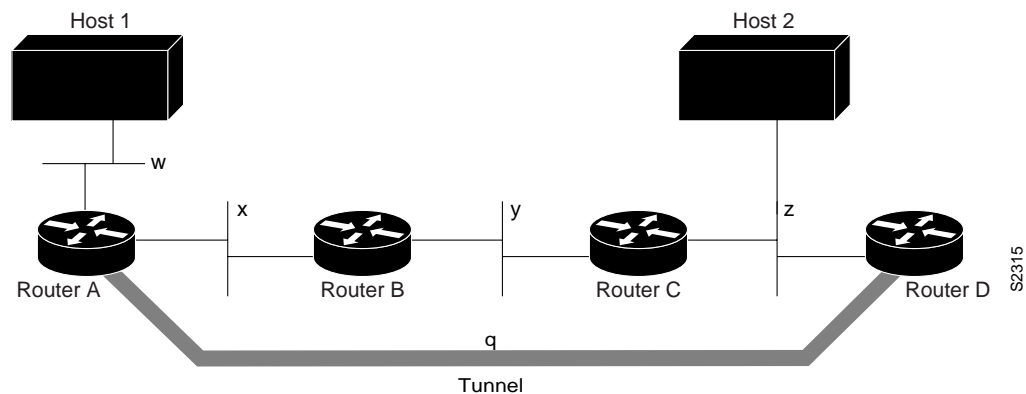 Host 1
Host 2
w
x
y
z
Router A
Router B
Router C
Router D
S2315
q
Tunnel